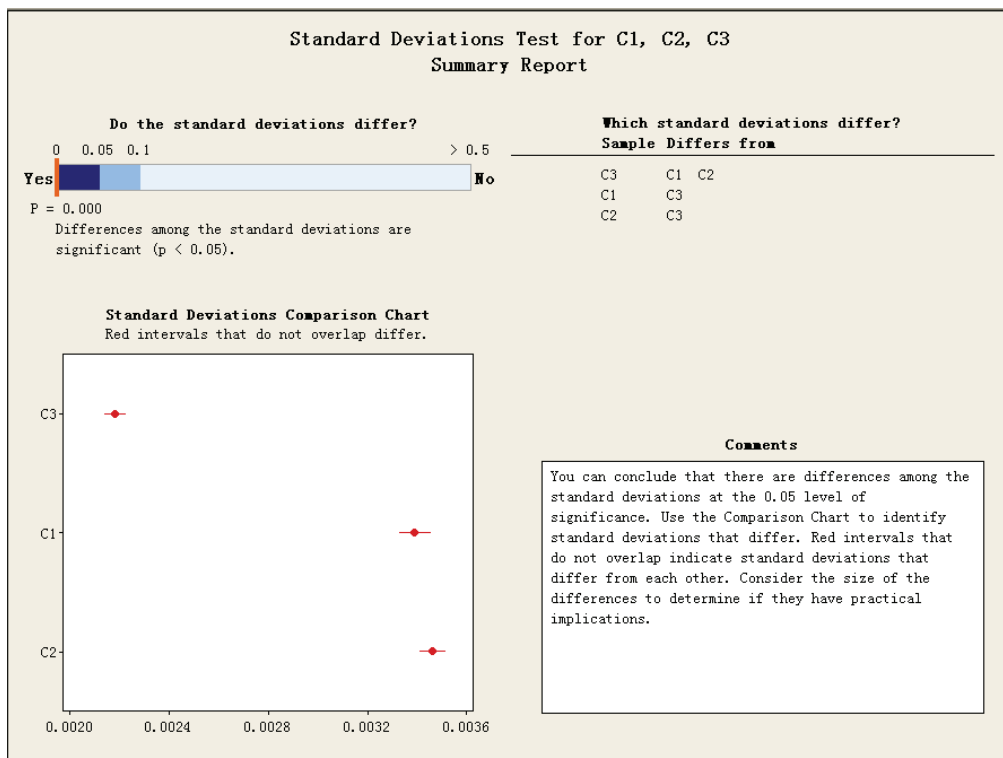 Standard Deviations Test for C1, C2, C3
Summary Report
Do the standard deviations differ?
0 0.05 0.1 > 0.5
Yes No
P = 0.000
Differences among the standard deviations are
significant (p < 0.05).
Which standard deviations differ?
Sample Differs from
C3 C1 C2
C1 C3
C2 C3
Standard Deviations Comparison Chart
Red intervals that do not overlap differ.
C3
C1
C2
0.0020 0.0024 0.0028 0.0032 0.0036
Comments
You can conclude that there are differences among the
standard deviations at the 0.05 level of
significance. Use the Comparison Chart to identify
standard deviations that differ. Red intervals that
do not overlap indicate standard deviations that
differ from each other. Consider the size of the
differences to determine if they have practical
implications.